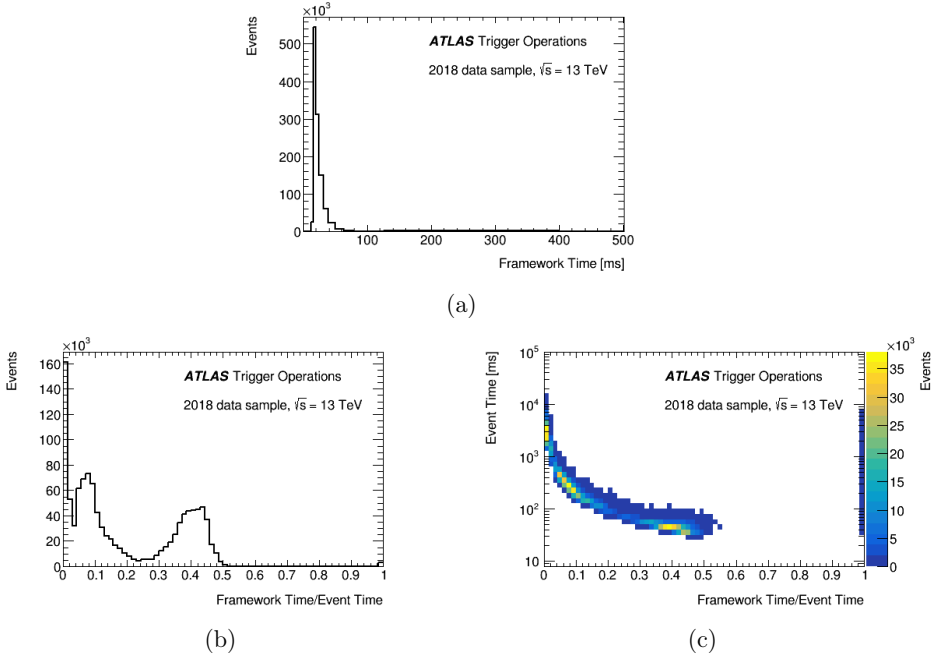 ×10³
Events
600
ATLAS Trigger Operations
2018 data sample, √s = 13 TeV
500
400
300
200
100
0
100 200 300 400 500
Framework Time [ms]
(a)
×10³
Events
160
140
120
100
80
60
40
20
0
ATLAS Trigger Operations
2018 data sample, √s = 13 TeV
0 0.1 0.2 0.3 0.4 0.5 0.6 0.7 0.8 0.9 1
Framework Time/Event Time
(b)
Event Time [ms]
10⁵
10⁴
10³
10²
10
ATLAS Trigger Operations
2018 data sample, √s = 13 TeV
0 0.1 0.2 0.3 0.4 0.5 0.6 0.7 0.8 0.9 1
Framework Time/Event Time
×10³
Events
35
30
25
20
15
10
5
0
(c)